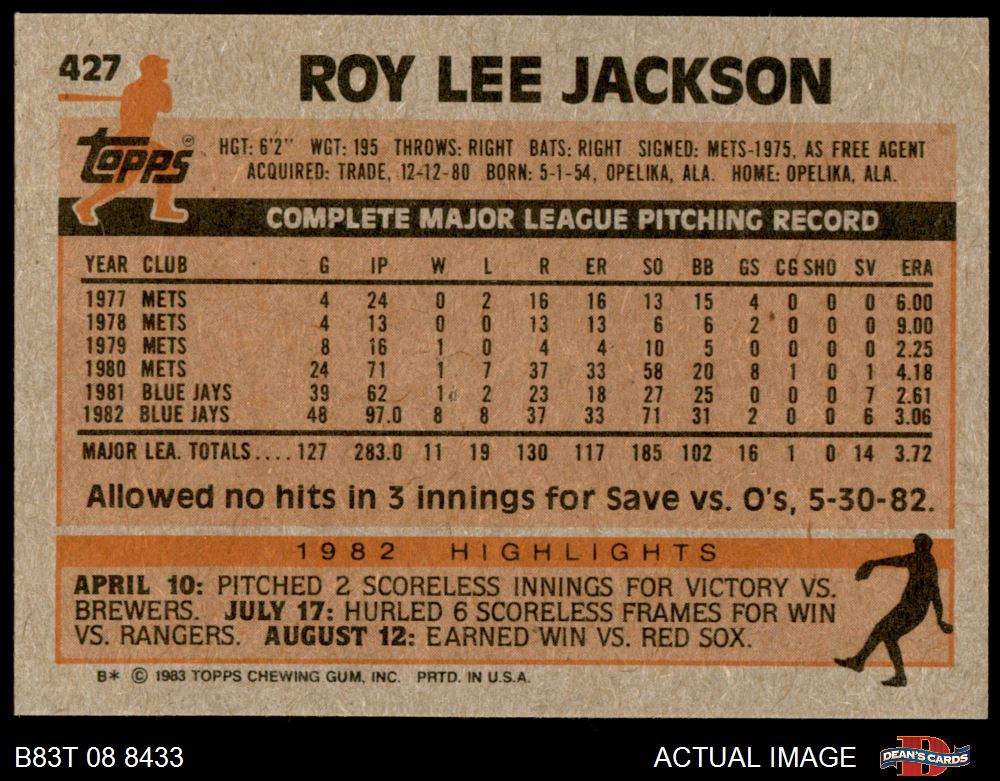 427
ROY LEE JACKSON
TOPPS®
HGT: 6'2" WGT: 195 THROWS: RIGHT BATS: RIGHT SIGNED: METS-1975, AS FREE AGENT
ACQUIRED: TRADE, 12-12-80 BORN: 5-1-54, OPELIKA, ALA. HOME: OPELIKA, ALA.
COMPLETE MAJOR LEAGUE PITCHING RECORD
YEAR CLUB G IP W L R ER SO BB GS CG SHO SV ERA
1977 METS 4 24 0 2 16 16 13 15 4 0 0 0 6.00
1978 METS 4 13 0 0 13 13 6 6 2 0 0 0 9.00
1979 METS 8 16 1 0 4 4 10 5 0 0 0 0 2.25
1980 METS 24 71 1 7 37 33 58 20 8 1 0 1 4.18
1981 BLUE JAYS 39 62 1 2 23 18 27 25 0 0 0 7 2.61
1982 BLUE JAYS 48 97.0 8 8 37 33 71 31 2 0 0 6 3.06
MAJOR LEA. TOTALS.... 127 283.0 11 19 130 117 185 102 16 1 0 14 3.72
Allowed no hits in 3 innings for Save vs. O's, 5-30-82.
1982 HIGHLIGHTS
APRIL 10: PITCHED 2 SCORELESS INNINGS FOR VICTORY VS.
BREWERS. JULY 17: HURLED 6 SCORELESS FRAMES FOR WIN
VS. RANGERS. AUGUST 12: EARNED WIN VS. RED SOX.
B* © 1983 TOPPS CHEWING GUM, INC. PRTD. IN U.S.A.
B83T 08 8433
ACTUAL IMAGE
D
DEAN'S CARDS